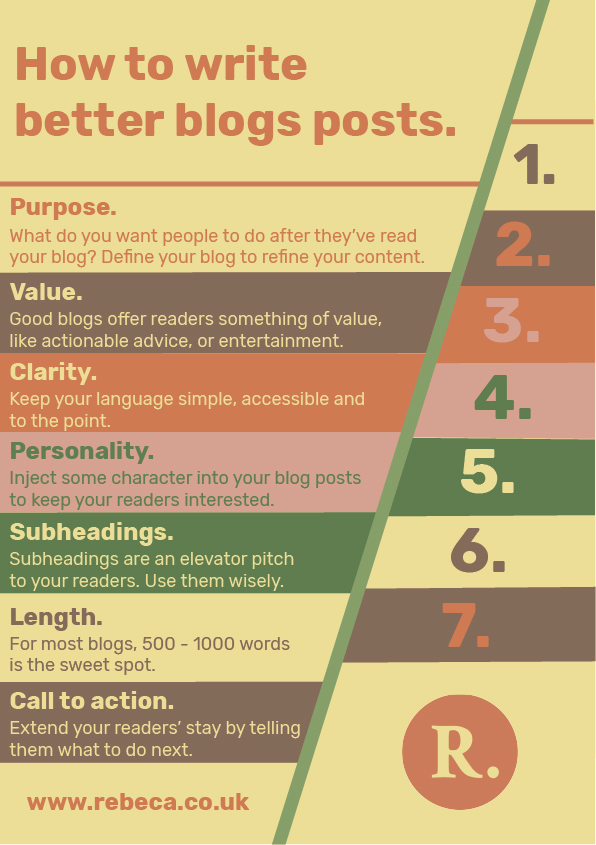 How to write
better blogs posts.
1.
Purpose.
What do you want people to do after they've read
your blog? Define your blog to refine your content.
2.
Value.
Good blogs offer readers something of value,
like actionable advice, or entertainment.
3.
Clarity.
Keep your language simple, accessible and
to the point.
4.
Personality.
Inject some character into your blog posts
to keep your readers interested.
5.
Subheadings.
Subheadings are an elevator pitch
to your readers. Use them wisely.
6.
Length.
For most blogs, 500 - 1000 words
is the sweet spot.
7.
Call to action.
Extend your readers' stay by telling
them what to do next.
R.
www.rebeca.co.uk